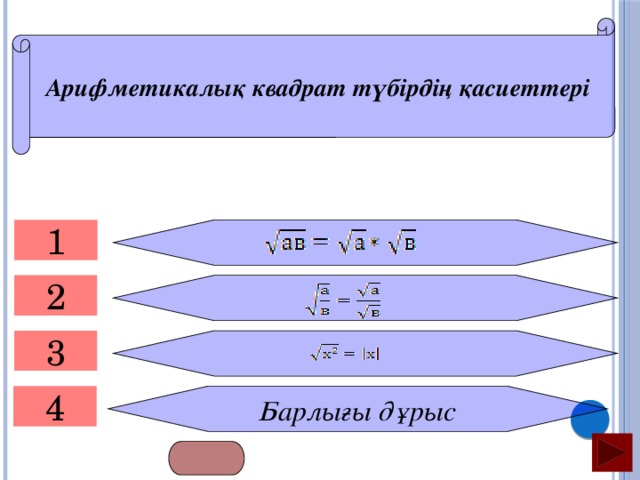 Арифметикалық квадрат түбірдің қасиеттері
1
√ав = √а * √в
2
√(а/в) = √а/√в
3
√x² = |x|
4
Барлығы дұрыс